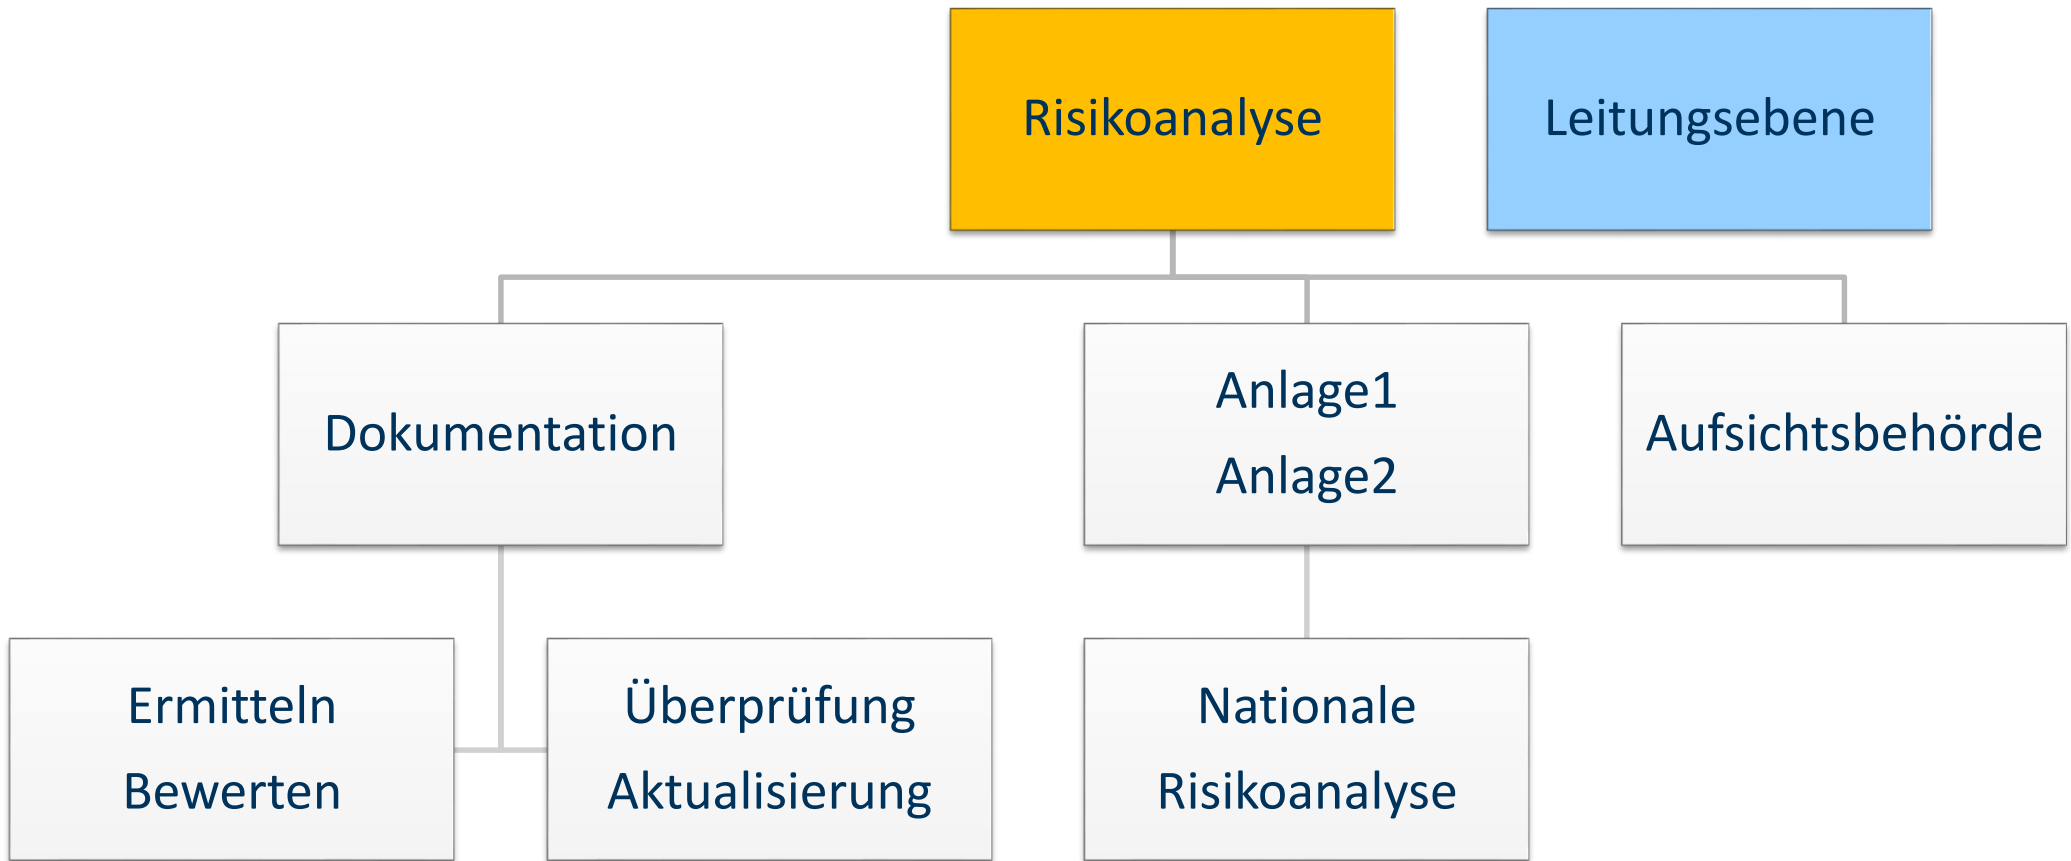 Risikoanalyse
Leitungsebene
Dokumentation
Anlage1
Anlage2
Aufsichtsbehörde
Ermitteln
Bewerten
Überprüfung
Aktualisierung
Nationale
Risikoanalyse